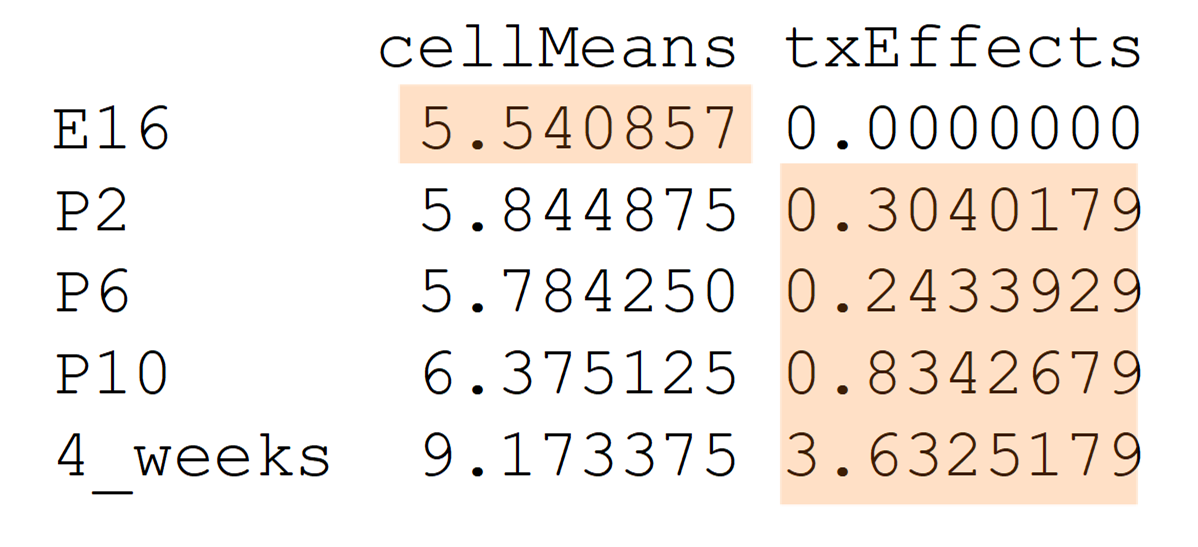 cellMeans txEffects
E16 5.540857 0.0000000
P2 5.844875 0.3040179
P6 5.784250 0.2433929
P10 6.375125 0.8342679
4_weeks 9.173375 3.6325179